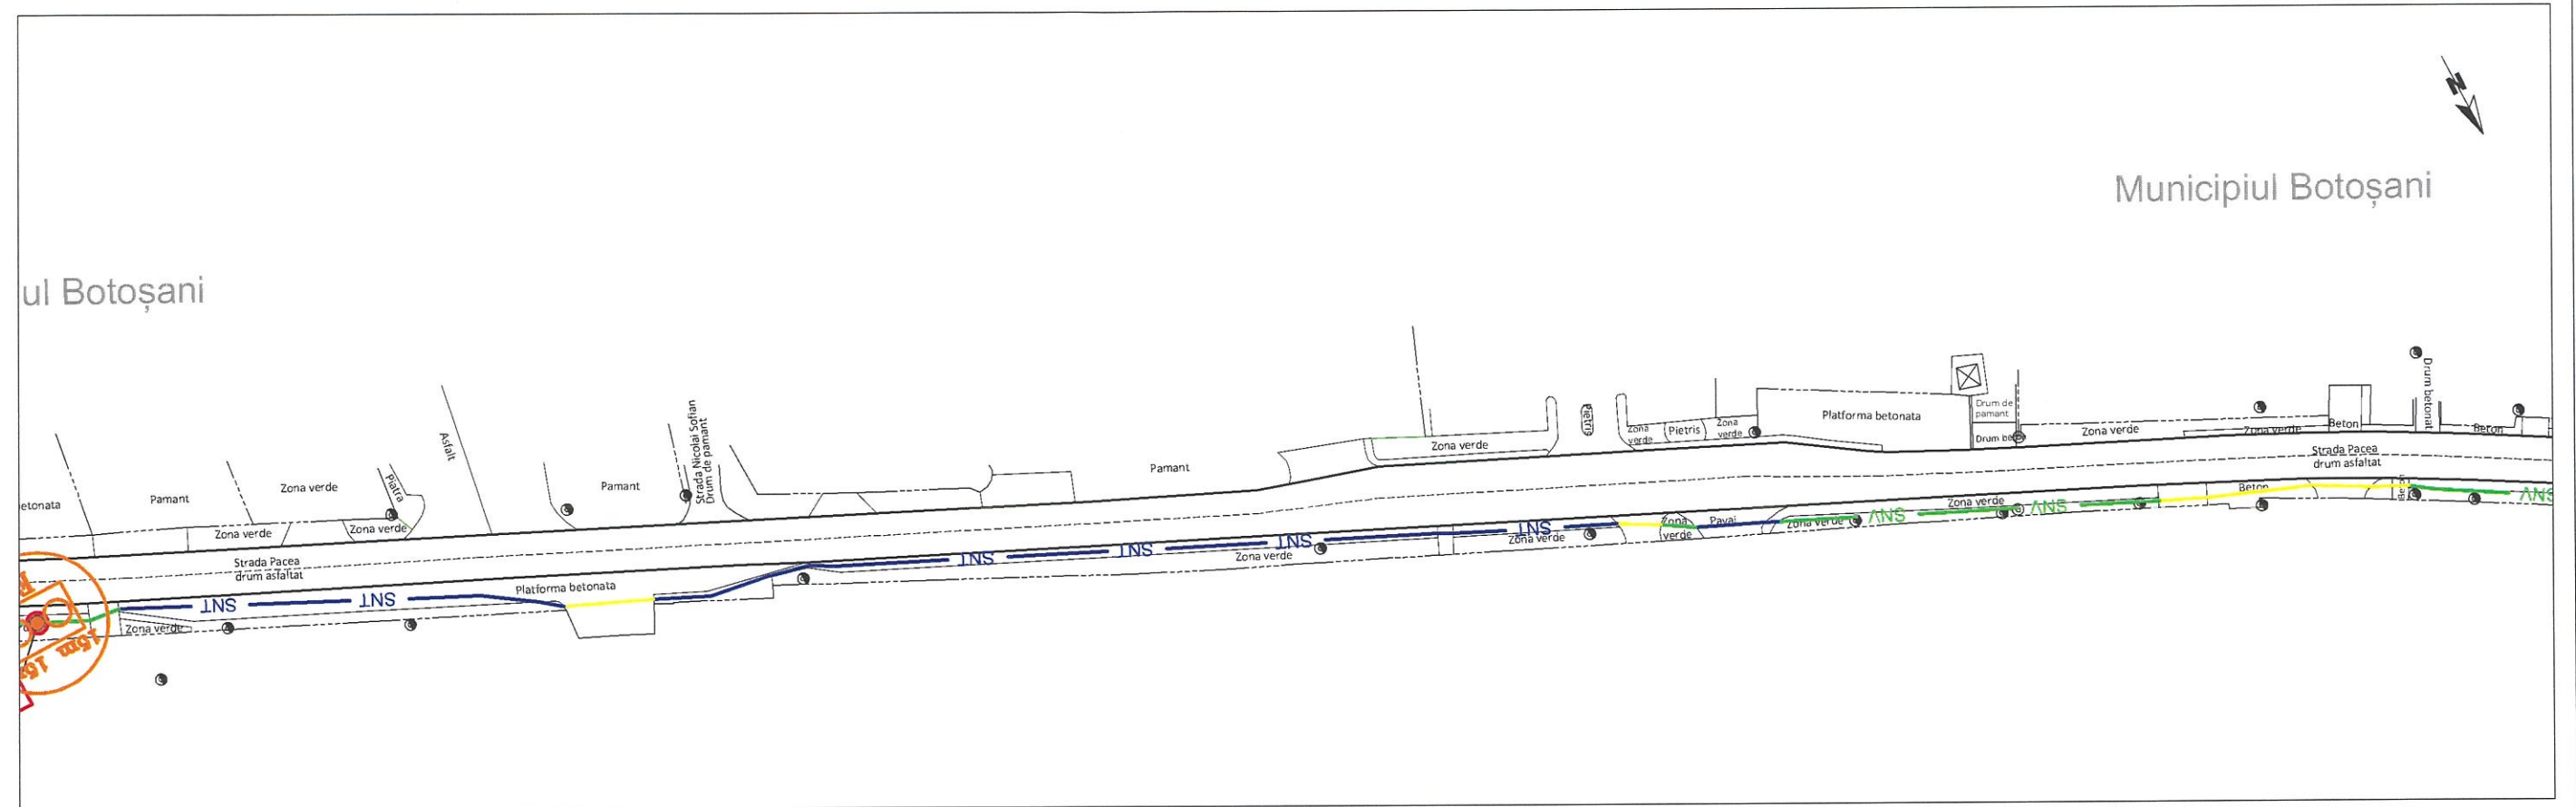 N
Municipiul Botoșani
ul Botoșani
Drum betonat
Drum de
pamant
Platforma betonata
Pietris
Zona
verde
Pietris
Zona
verde
Zona verde
Drum be
Zona verde
Zona verde
Beton
Beton
Strada Pacea
drum asfaltat
Asfalt
Strada Nicolai Sofian
Drum de pamant
Pamant
Piatra
Zona verde
Pamant
Pamant
etonata
Zona verde
Zona verde
Strada Pacea
drum asfaltat
Platforma betonata
Zona verde
SNT
SNT
SNT
SNT
SNT
SNT
Zona verde
Zona verde
Zona
verde
Pavaj
Zona verde
SNV
Zona verde
SNV
Beton
Beton
SNV
15m